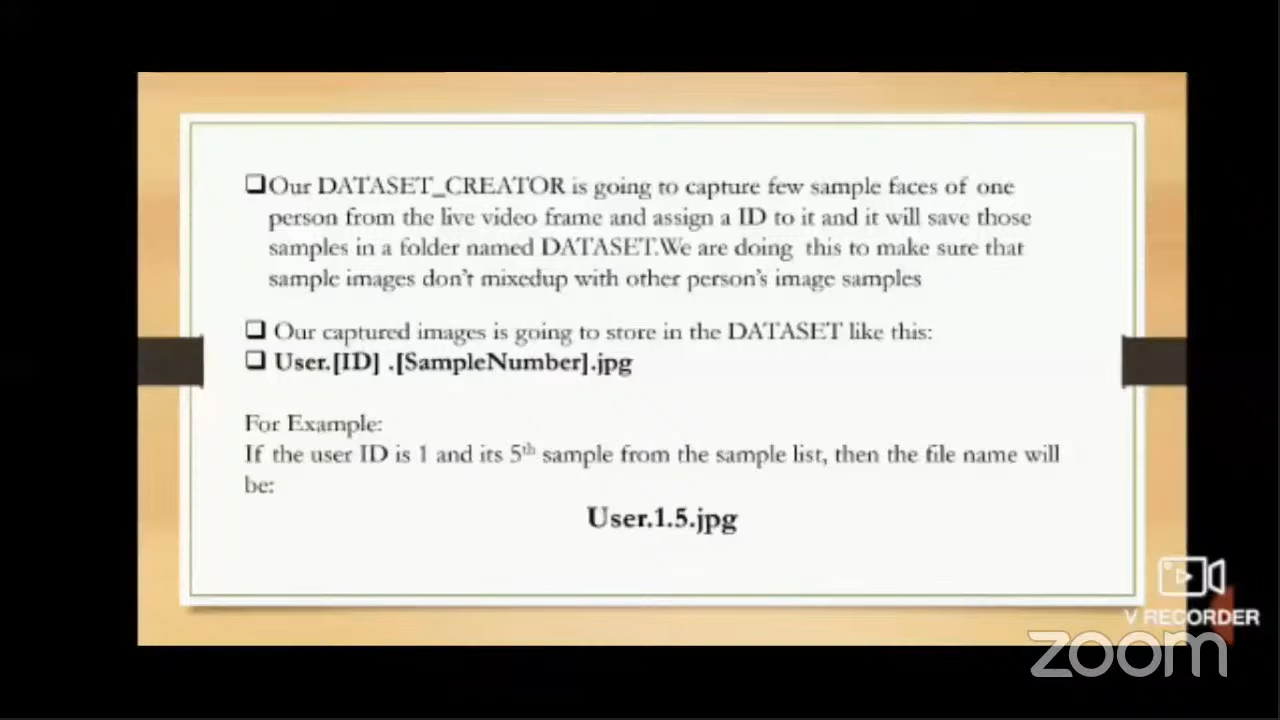 ❑Our DATASET_CREATOR is going to capture few sample faces of one
person from the live video frame and assign a ID to it and it will save those
samples in a folder named DATASET.We are doing this to make sure that
sample images don't mixedup with other person's image samples
❑ Our captured images is going to store in the DATASET like this:
❑ User.[ID] .[SampleNumber].jpg
For Example:
If the user ID is 1 and its 5th sample from the sample list, then the file name will
be:
User.1.5.jpg
V RECORDER
zoom